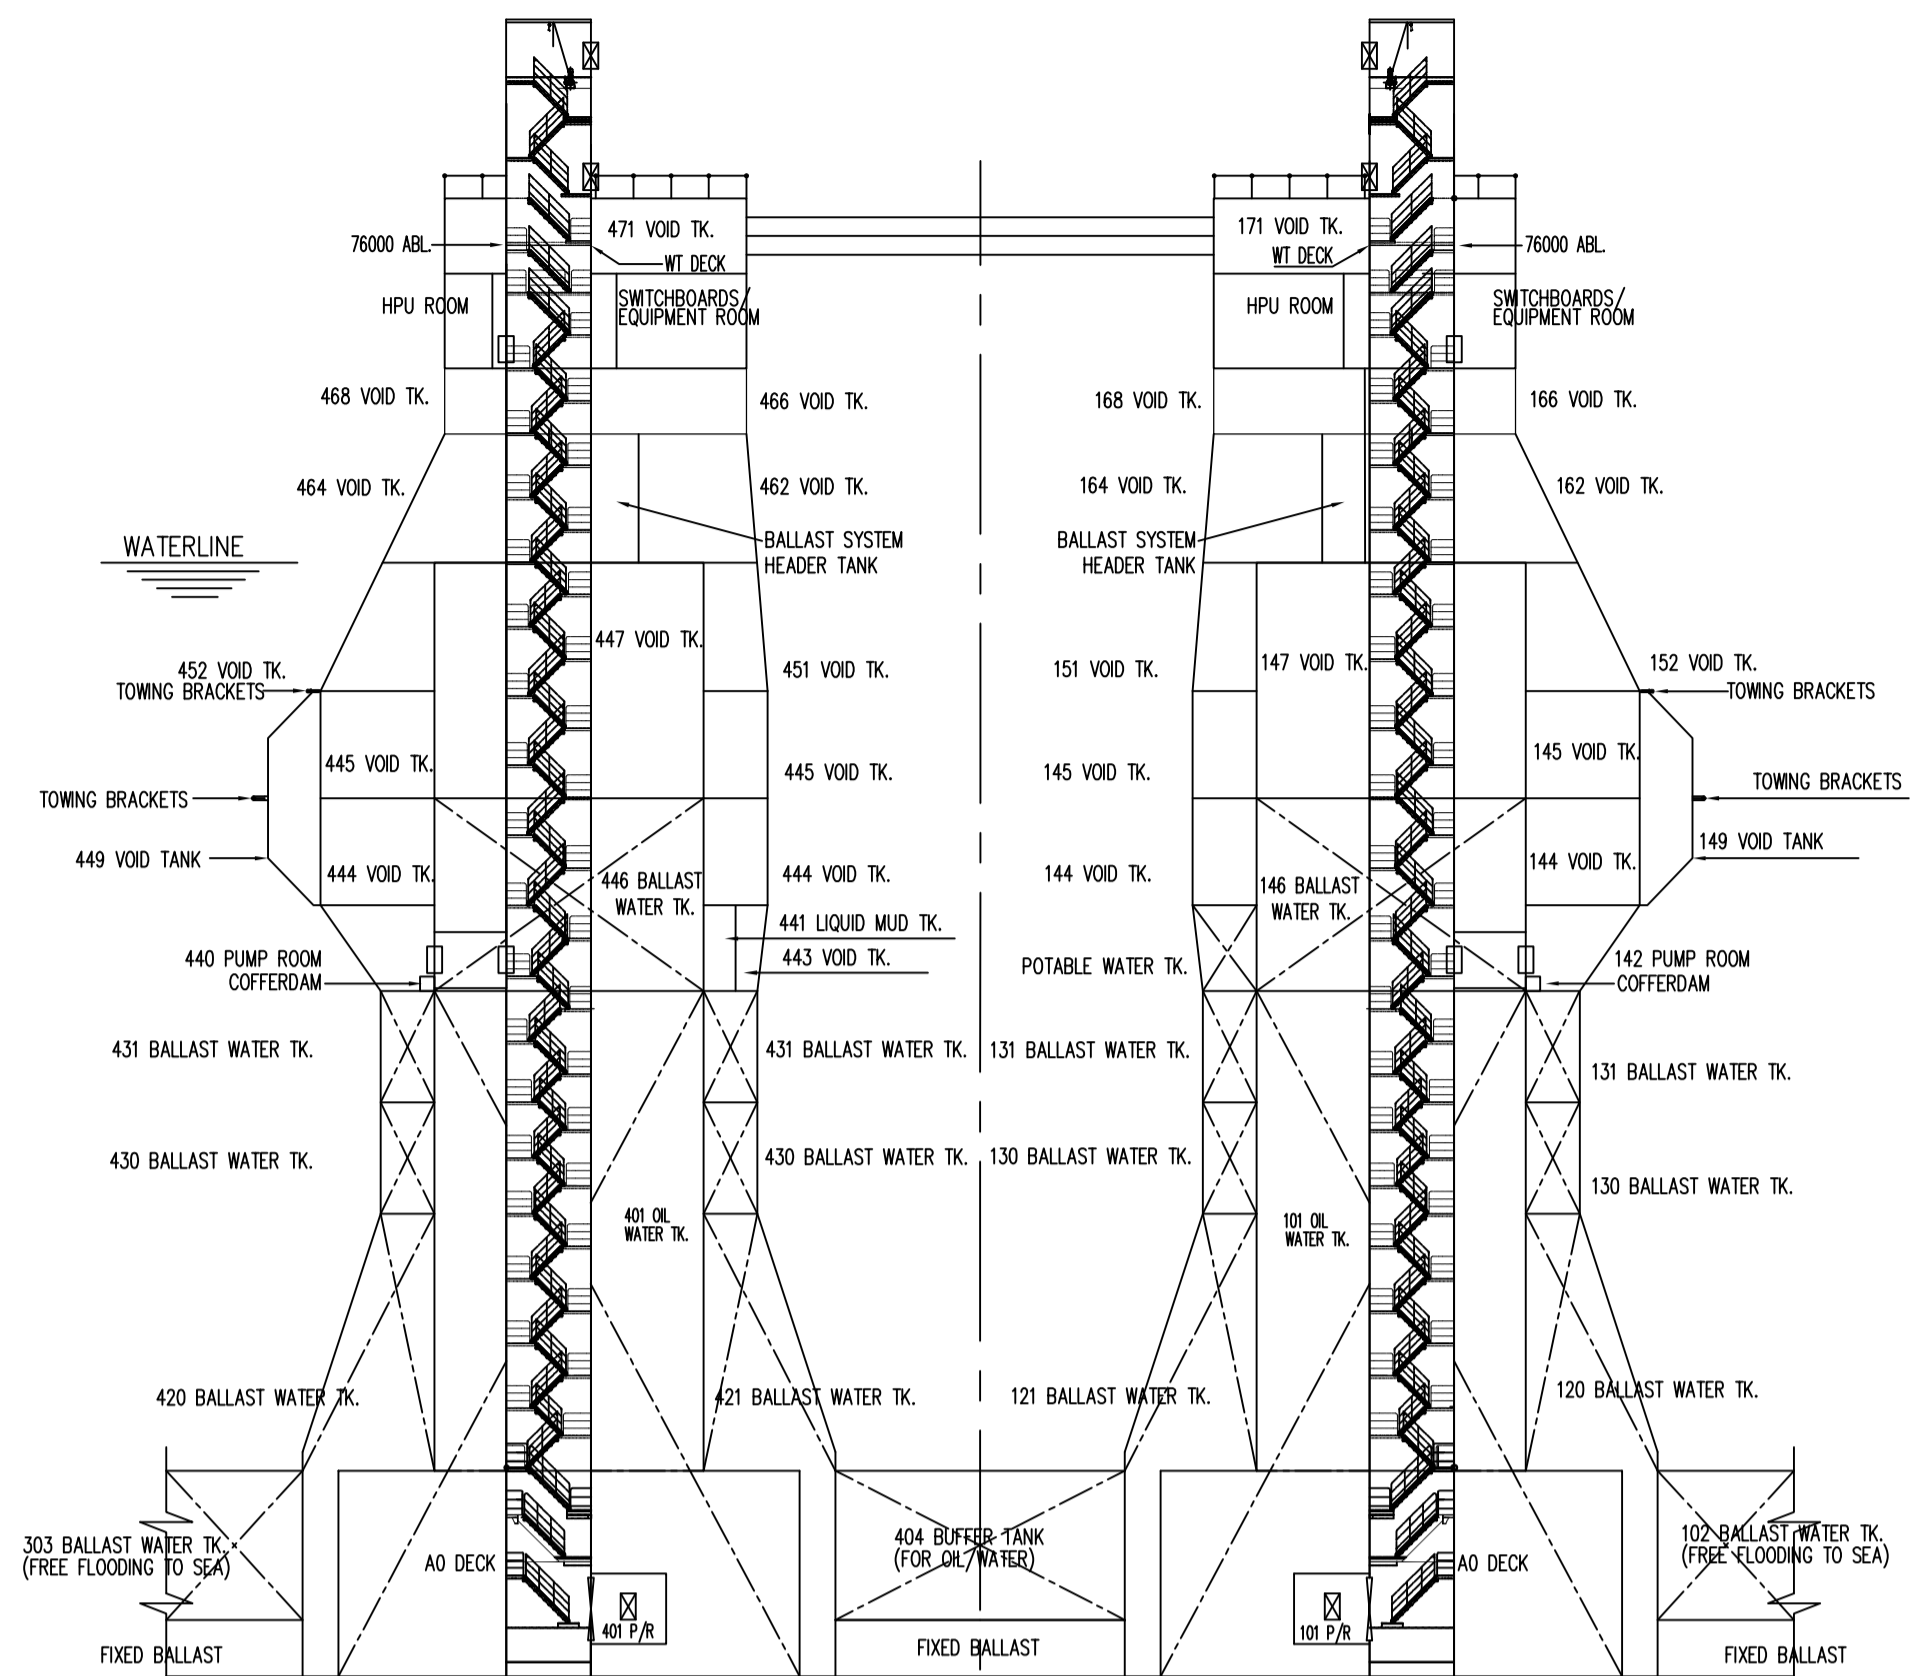 471 VOID TK.
171 VOID TK.
76000 ABL.
WT DECK
WT DECK
76000 ABL.
HPU ROOM
SWITCHBOARDS/
EQUIPMENT ROOM
HPU ROOM
SWITCHBOARDS/
EQUIPMENT ROOM
468 VOID TK.
466 VOID TK.
168 VOID TK.
166 VOID TK.
464 VOID TK.
462 VOID TK.
164 VOID TK.
162 VOID TK.
WATERLINE
BALLAST SYSTEM
HEADER TANK
BALLAST SYSTEM
HEADER TANK
447 VOID TK.
147 VOID TK.
452 VOID TK.
451 VOID TK.
151 VOID TK.
152 VOID TK.
TOWING BRACKETS
TOWING BRACKETS
445 VOID TK.
445 VOID TK.
145 VOID TK.
145 VOID TK.
TOWING BRACKETS
TOWING BRACKETS
449 VOID TANK
149 VOID TANK
444 VOID TK.
446 BALLAST
WATER TK.
444 VOID TK.
144 VOID TK.
146 BALLAST
WATER TK.
144 VOID TK.
441 LIQUID MUD TK.
443 VOID TK.
440 PUMP ROOM
COFFERDAM
POTABLE WATER TK.
142 PUMP ROOM
COFFERDAM
431 BALLAST WATER TK.
431 BALLAST WATER TK.
131 BALLAST WATER TK.
131 BALLAST WATER TK.
430 BALLAST WATER TK.
430 BALLAST WATER TK.
130 BALLAST WATER TK.
130 BALLAST WATER TK.
401 OIL
WATER TK.
101 OIL
WATER TK.
420 BALLAST WATER TK.
421 BALLAST WATER TK.
121 BALLAST WATER TK.
120 BALLAST WATER TK.
303 BALLAST WATER TK.
(FREE FLOODING TO SEA)
A0 DECK
404 BUFFER TANK
(FOR OIL/WATER)
A0 DECK
102 BALLAST WATER TK.
(FREE FLOODING TO SEA)
401 P/R
101 P/R
FIXED BALLAST
FIXED BALLAST
FIXED BALLAST